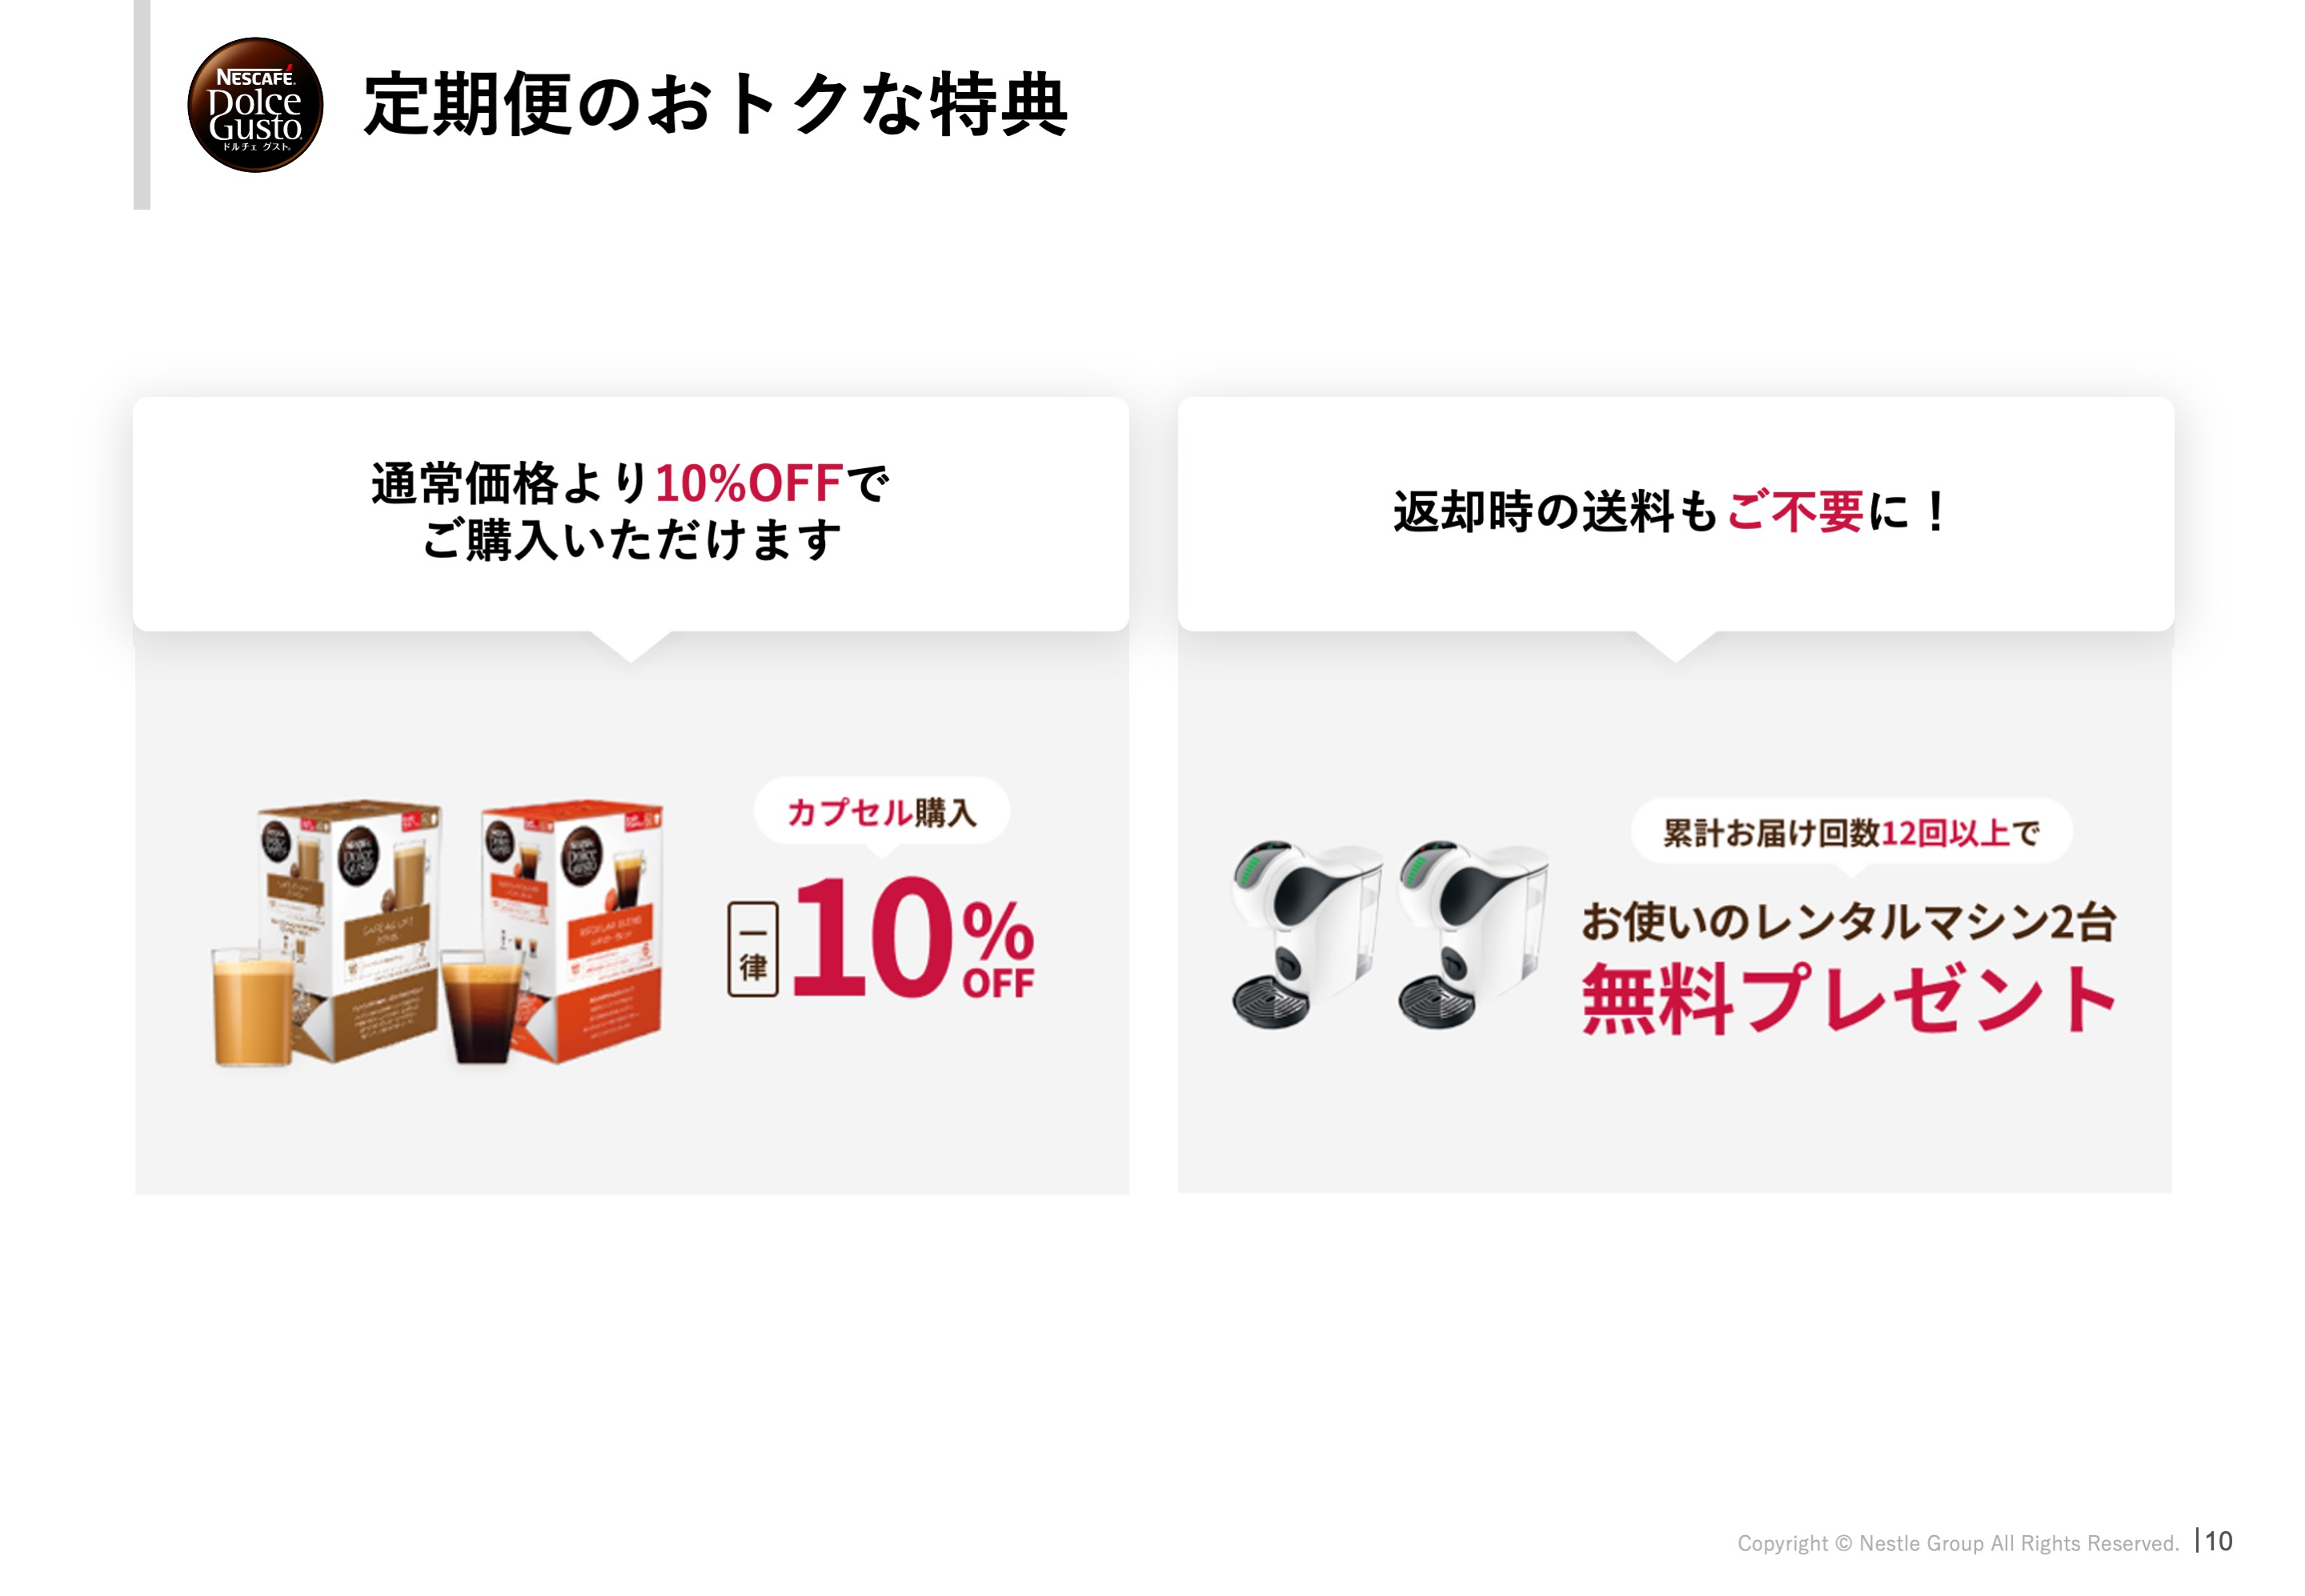 NESCAFÉ
Dolce
Gusto
ドルチェ グスト
定期便のおトクな特典
通常価格より10%OFFで
ご購入いただけます
カプセル購入
一律
10%
OFF
返却時の送料もご不要に！
累計お届け回数12回以上で
お使いのレンタルマシン2台
無料プレゼント
Copyright © Nestle Group All Rights Reserved.
10